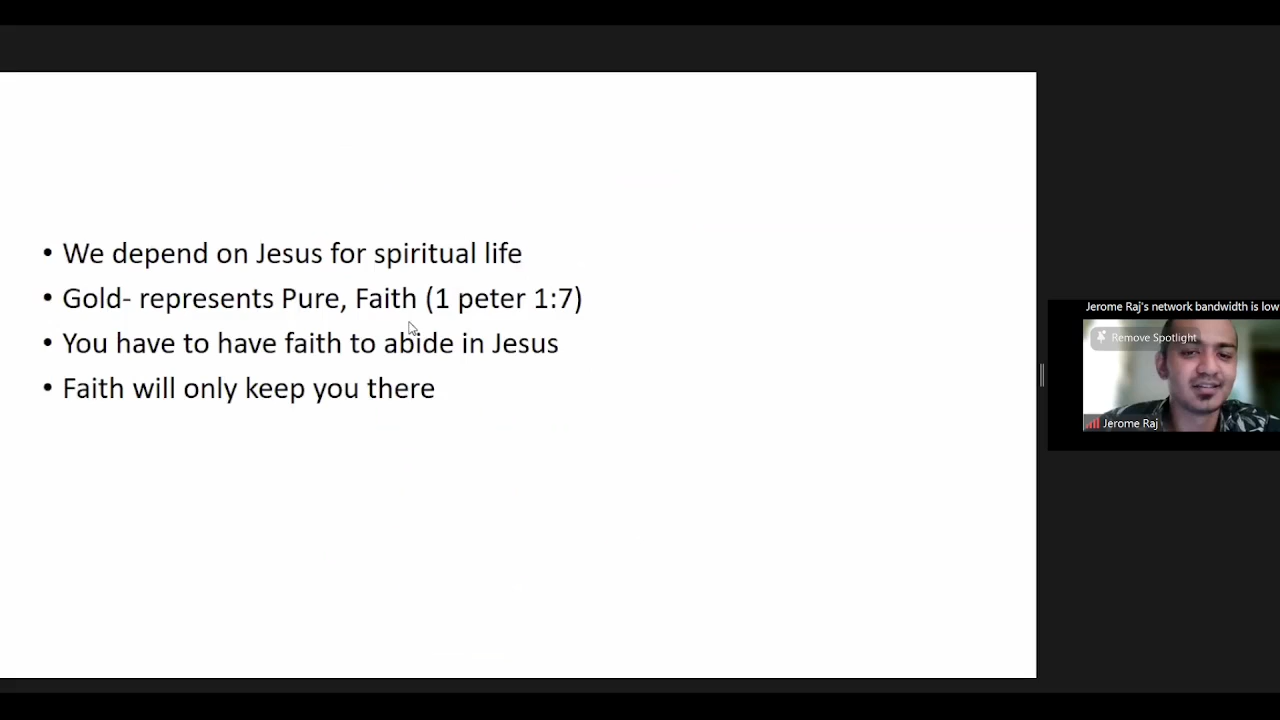 • We depend on Jesus for spiritual life
• Gold- represents Pure, Faith (1 peter 1:7)
• You have to have faith to abide in Jesus
• Faith will only keep you there
Jerome Raj's network bandwidth is low
Remove Spotlight
Jerome Raj